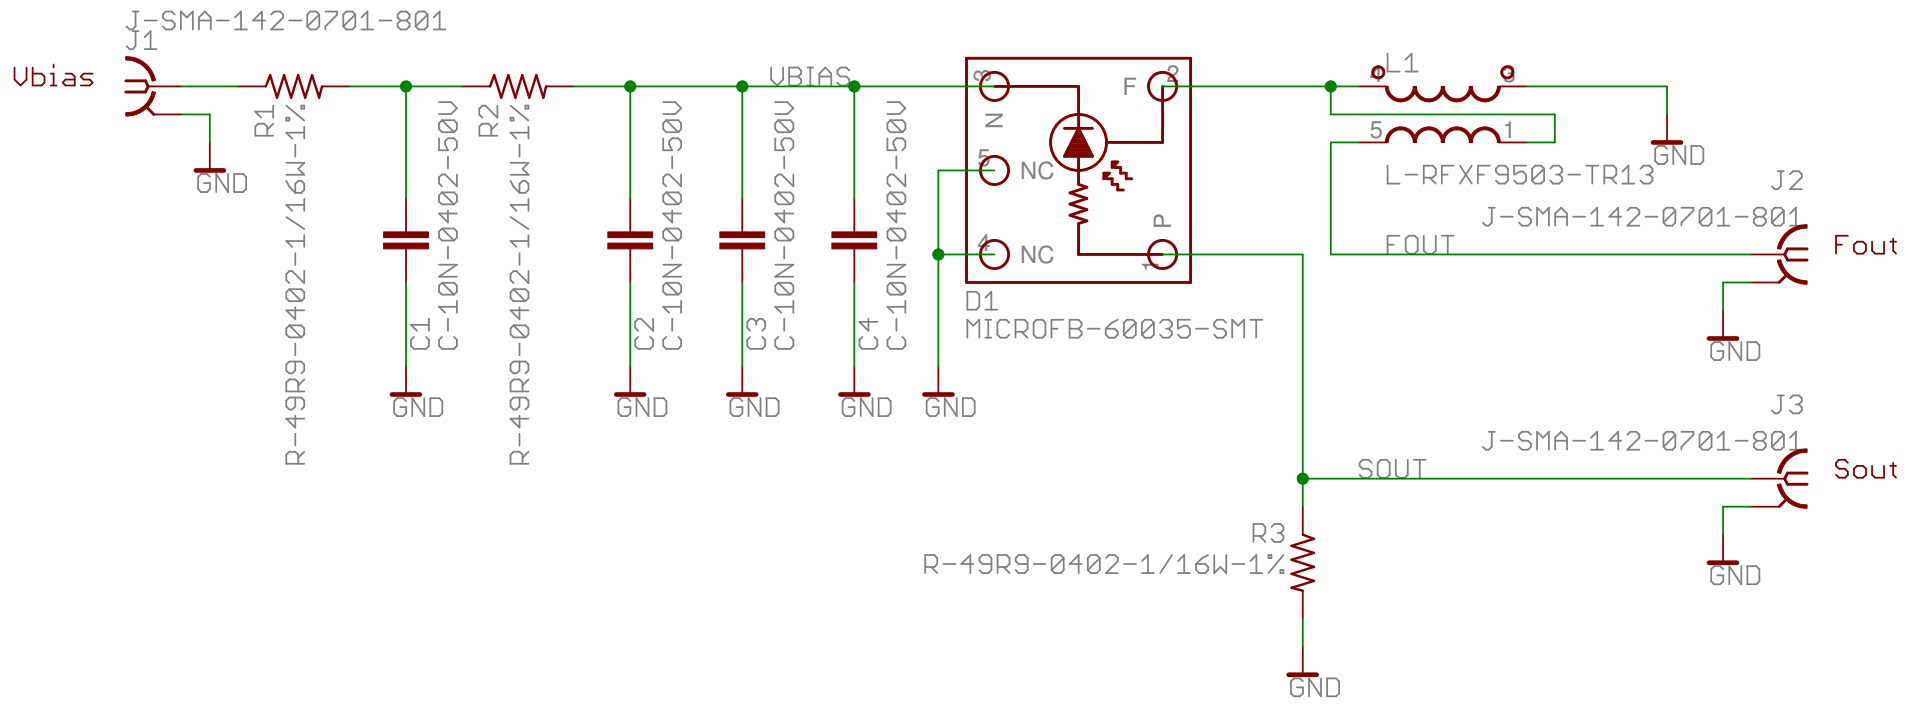 J-SMA-142-0701-801
J1
Vbias
GND
R1
R-49R9-0402-1/16W-1%
C1
C-10N-0402-50V
GND
R2
R-49R9-0402-1/16W-1%
C2
C-10N-0402-50V
GND
C3
C-10N-0402-50V
GND
VBIAS
C4
C-10N-0402-50V
GND
GND
3
N
5
NC
4
NC
F
2
P
1
D1
MICROFB-60035-SMT
4
L1
3
5
1
L-RFXF9503-TR13
GND
J2
J-SMA-142-0701-801
FOUT
Fout
GND
J3
J-SMA-142-0701-801
SOUT
Sout
GND
R3
R-49R9-0402-1/16W-1%
GND